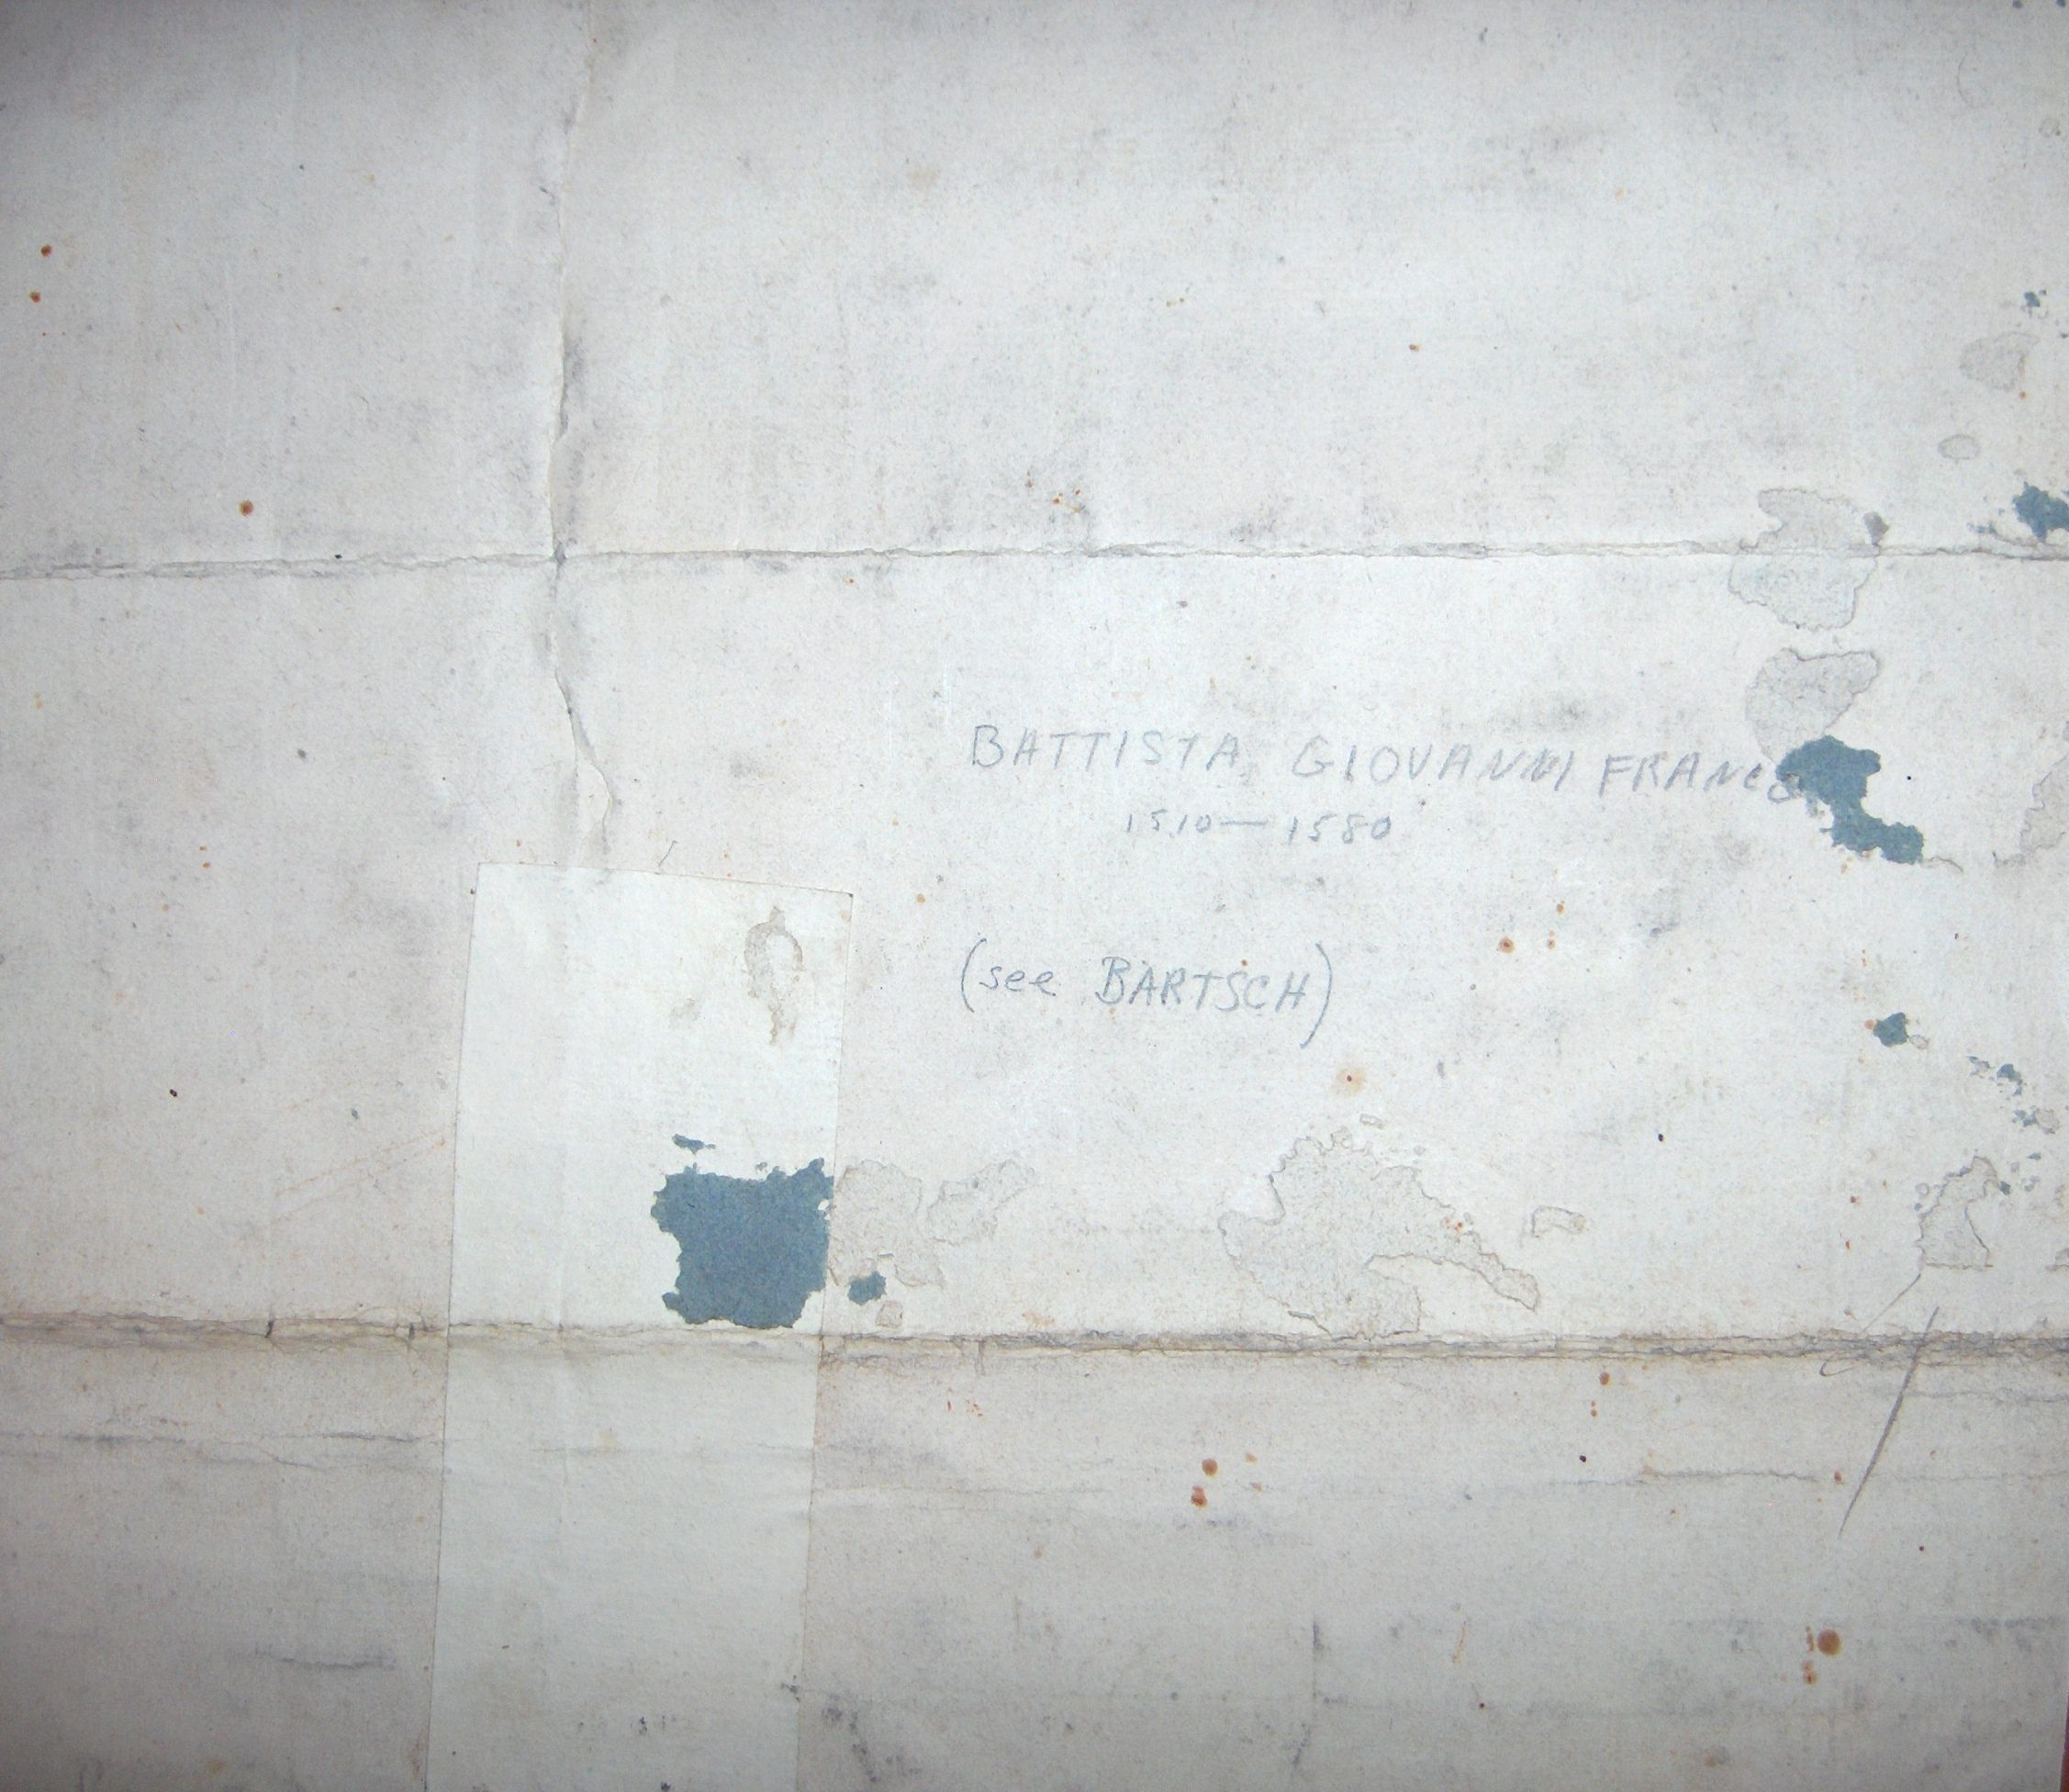 BATTISTA GIOVANNI FRANCO
1510—1580
(see BARTSCH)